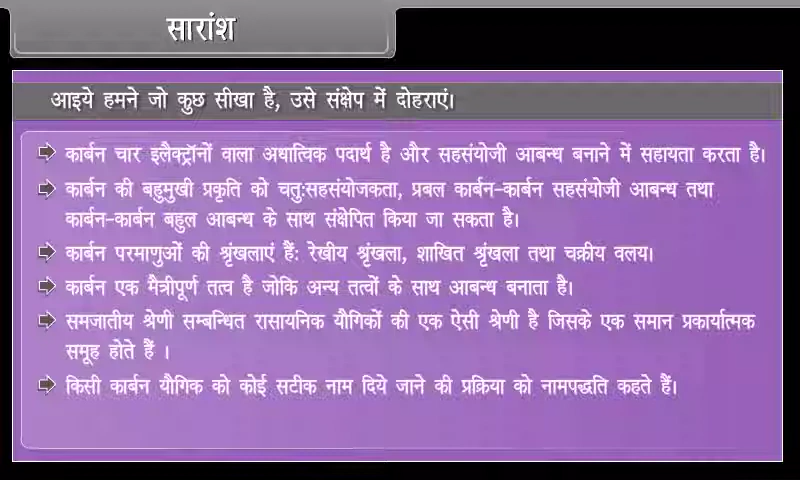 सारांश
आइये हमने जो कुछ सीखा है, उसे संक्षेप में दोहराएं।
कार्बन चार इलैक्ट्रॉनों वाला अधात्विक पदार्थ है और सहसंयोजी आबन्ध बनाने में सहायता करता है।
कार्बन की बहुमुखी प्रकृति को चतुःसहसंयोजकता, प्रबल कार्बन-कार्बन सहसंयोजी आबन्ध तथा
कार्बन-कार्बन बहुल आबन्ध के साथ संक्षेपित किया जा सकता है।
कार्बन परमाणुओं की श्रृंखलाएं हैंः रेखीय श्रृंखला, शाखित श्रृंखला तथा चक्रीय वलय।
कार्बन एक मैत्रीपूर्ण तत्व है जोकि अन्य तत्वों के साथ आबन्ध बनाता है।
समजातीय श्रेणी सम्बन्धित रासायनिक यौगिकों की एक ऐसी श्रेणी है जिसके एक समान प्रकार्यात्मक
समूह होते हैं ।
किसी कार्बन यौगिक को कोई सटीक नाम दिये जाने की प्रक्रिया को नामपद्धति कहते हैं।